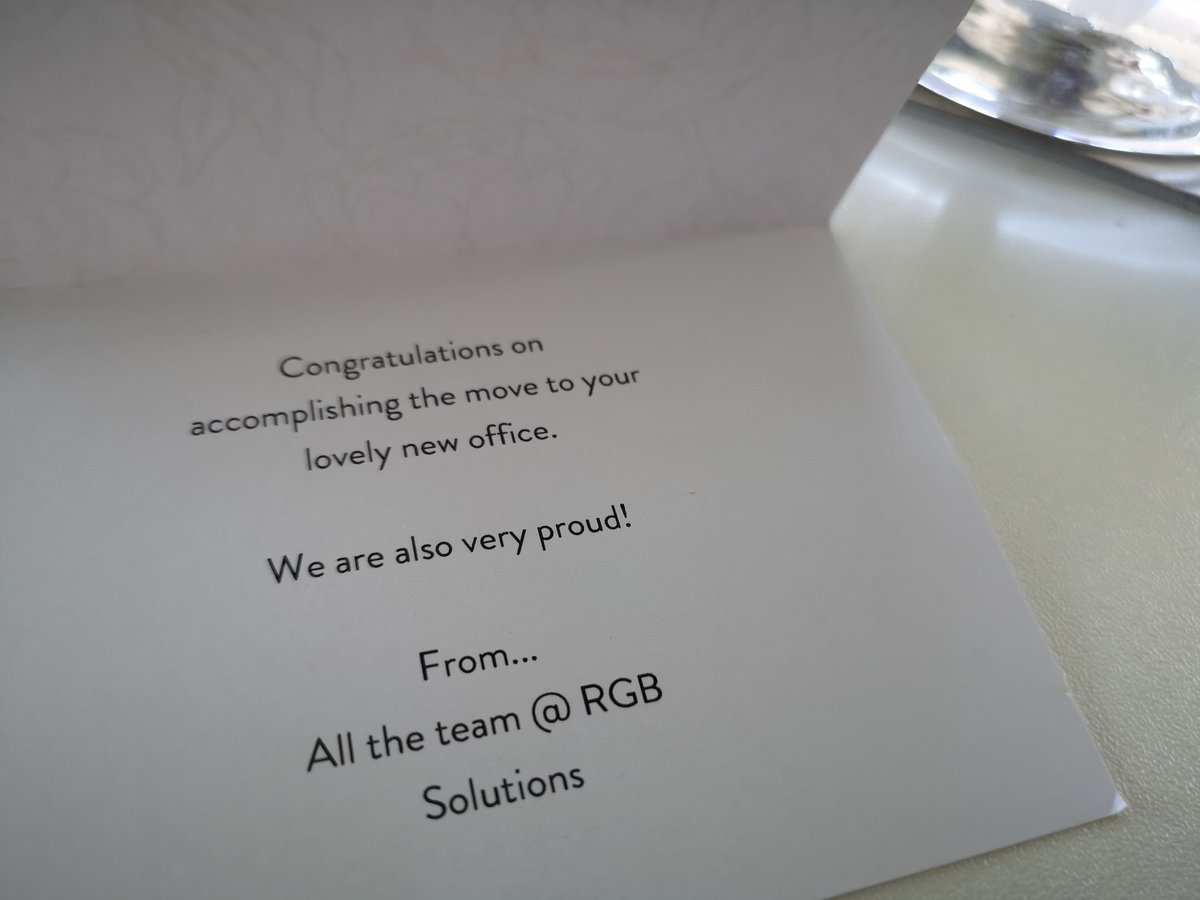 Congratulations on
accomplishing the move to your
lovely new office.
We are also very proud!
From...
All the team @ RGB
Solutions